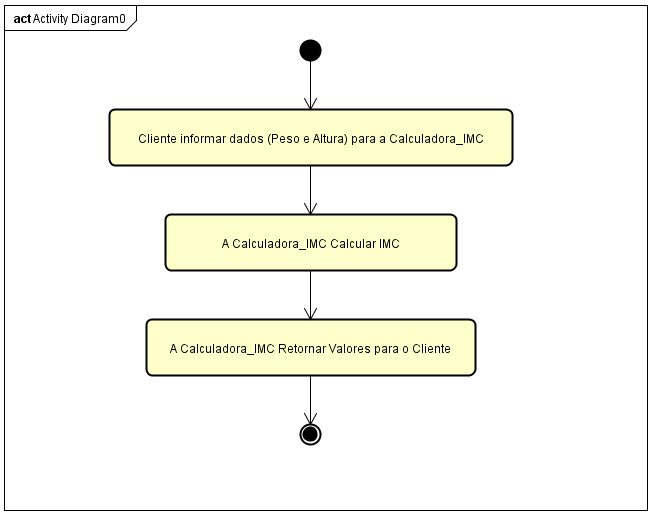 act Activity Diagram0
Cliente informar dados (Peso e Altura) para a Calculadora_IMC
A Calculadora_IMC Calcular IMC
A Calculadora_IMC Retornar Valores para o Cliente